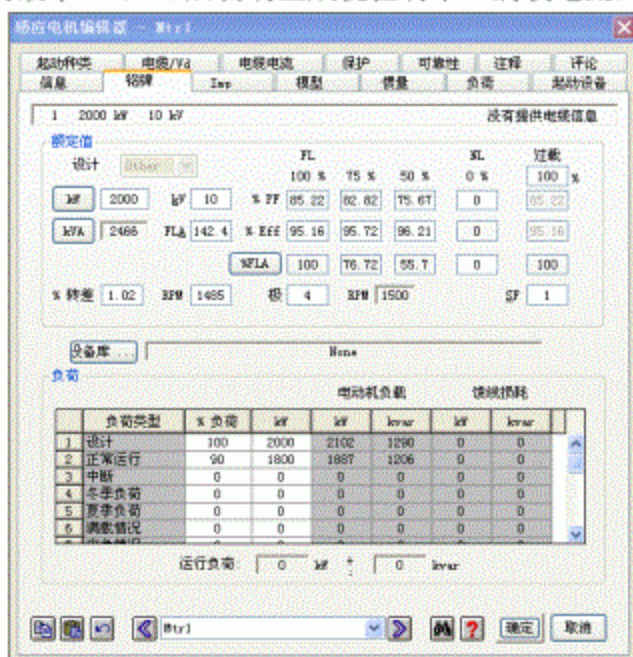 感应电机编辑器 - Mtr1
起动种类 电缆/Vd 电缆电流 保护 可靠性 注释 评论
信息 铭牌 Imp 模型 惯量 负荷 起动设备
1 2000 kW 10 kV 没有提供电缆信息
额定值
FL NL 过载
设计 Other 100 % 75 % 50 % 0 % 100 %
kW 2000 kV 10 % PF 85.22 82.82 75.67 0 85.22
kVA 2466 FLA 142.4 % Eff 95.16 95.72 96.21 0 95.16
%FLA 100 76.72 55.7 0 100
% 转差 1.02 RPM 1485 极 4 RPM 1500 SF 1
设备库 ... None
负荷
电动机负载 馈线损耗
负荷类型 % 负荷 kW kW kvar kW kvar
1 设计 100 2000 2102 1290 0 0
2 正常运行 90 1800 1887 1206 0 0
3 中断 0 0 0 0 0 0
4 冬季负荷 0 0 0 0 0 0
5 夏季负荷 0 0 0 0 0 0
6 满载情况 0 0 0 0 0 0
运行负荷: 0 kW + j 0 kvar
Mtr1 ? 确定 取消